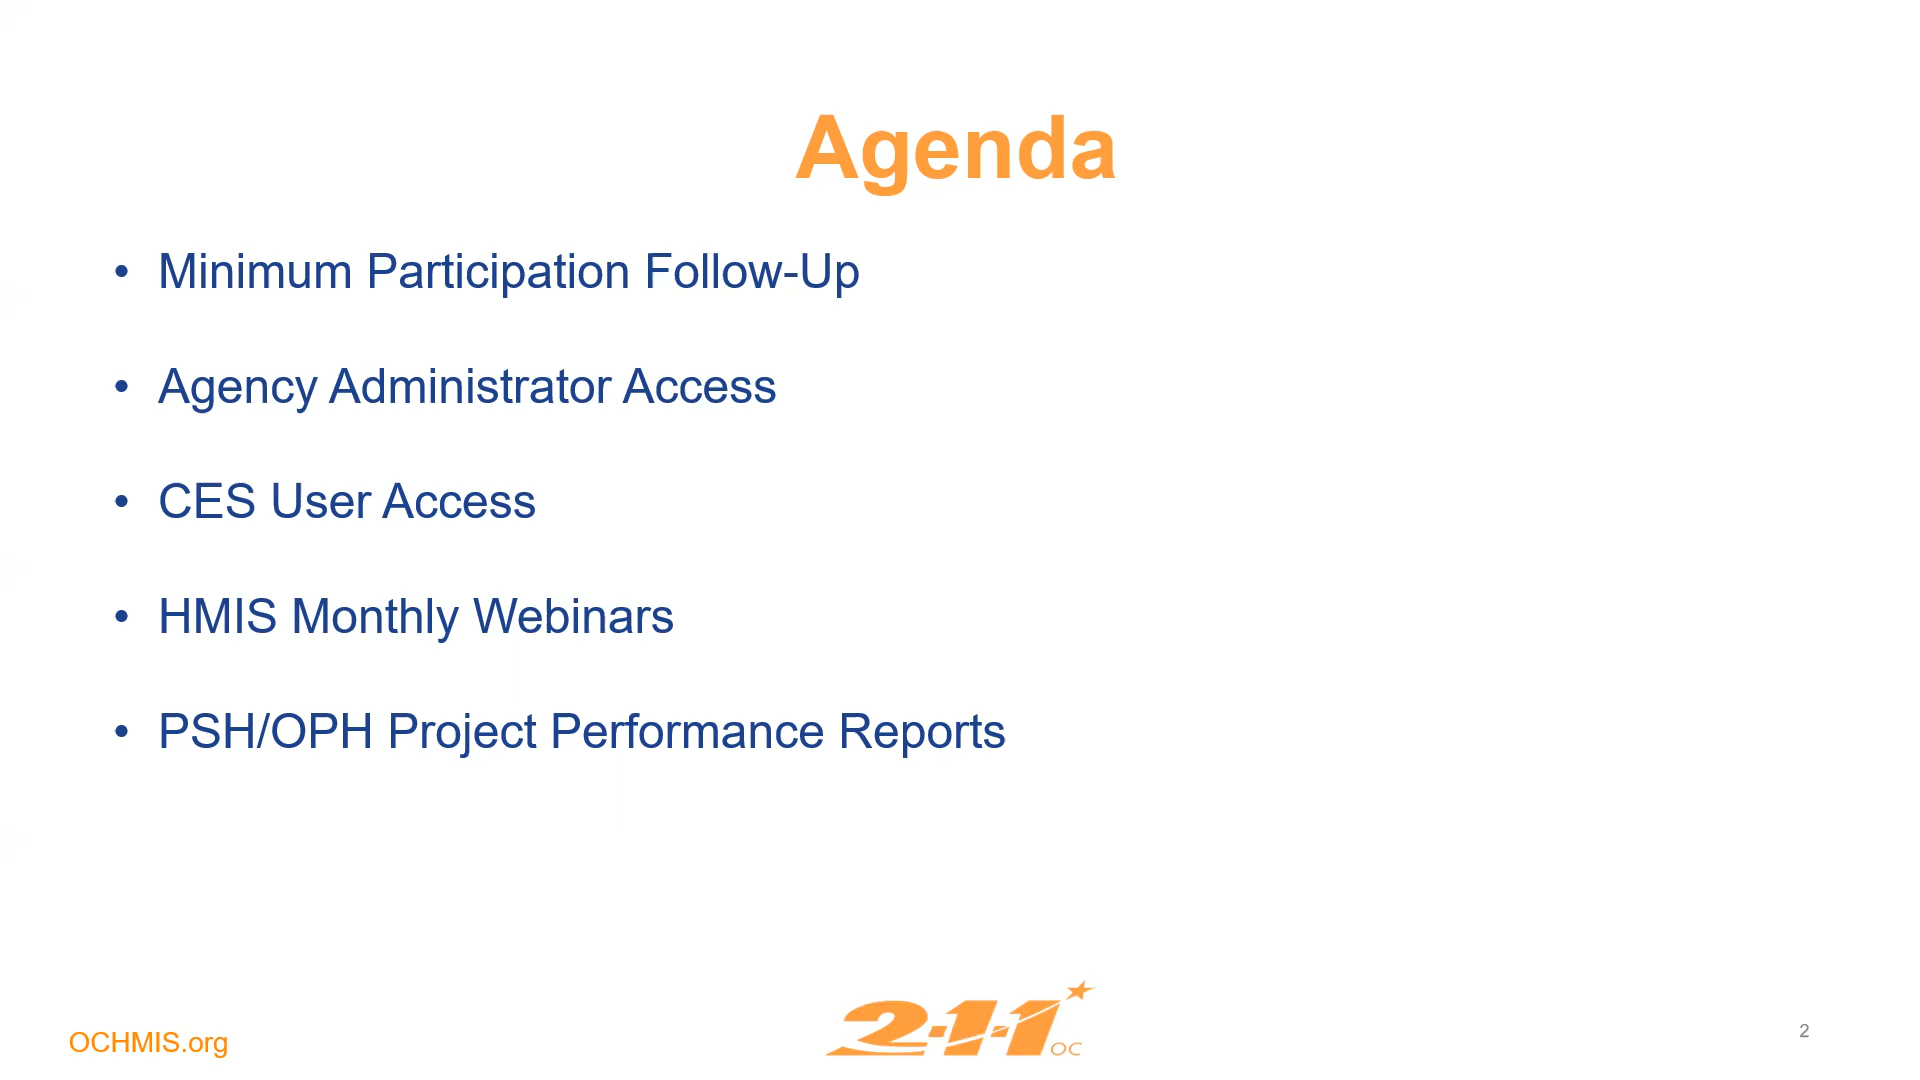 Agenda
• Minimum Participation Follow-Up
• Agency Administrator Access
• CES User Access
• HMIS Monthly Webinars
• PSH/OPH Project Performance Reports
OCHMIS.org
2-1-1 OC
2